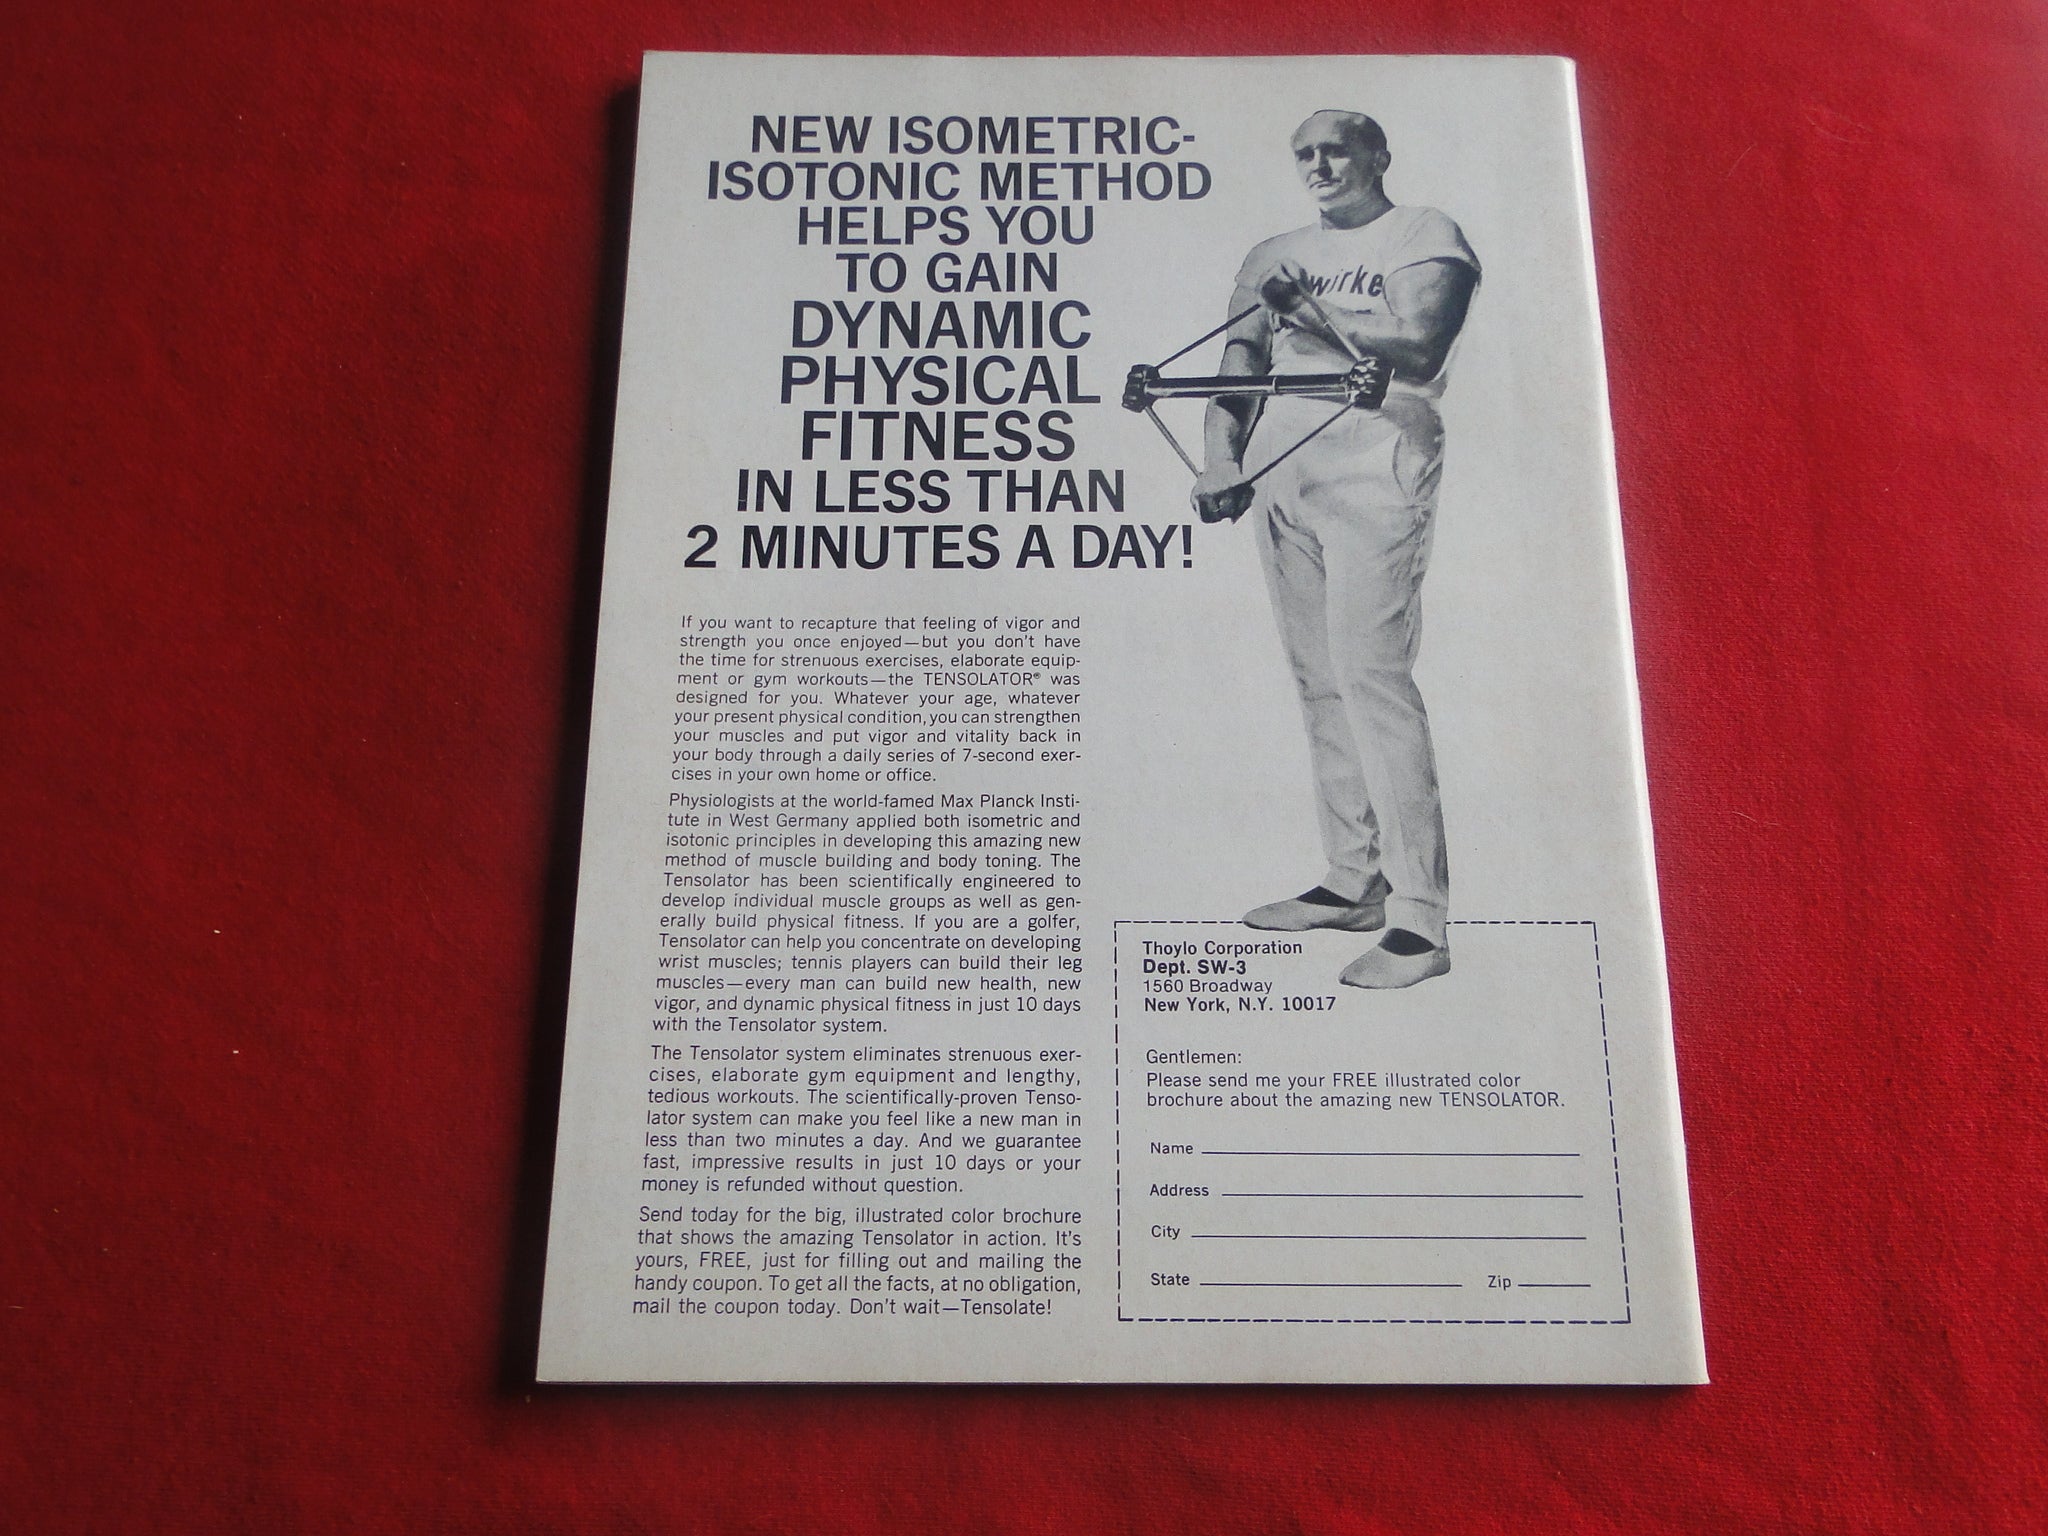 NEW ISOMETRIC-
ISOTONIC METHOD
HELPS YOU
TO GAIN
DYNAMIC
PHYSICAL
FITNESS
IN LESS THAN
2 MINUTES A DAY!
wirke
If you want to recapture that feeling of vigor and
strength you once enjoyed—but you don't have
the time for strenuous exercises, elaborate equip-
ment or gym workouts—the TENSOLATOR® was
designed for you. Whatever your age, whatever
your present physical condition, you can strengthen
your muscles and put vigor and vitality back in
your body through a daily series of 7-second exer-
cises in your own home or office.
Physiologists at the world-famed Max Planck Insti-
tute in West Germany applied both isometric and
isotonic principles in developing this amazing new
method of muscle building and body toning. The
Tensolator has been scientifically engineered to
develop individual muscle groups as well as gen-
erally build physical fitness. If you are a golfer,
Tensolator can help you concentrate on developing
wrist muscles; tennis players can build their leg
muscles—every man can build new health, new
vigor, and dynamic physical fitness in just 10 days
with the Tensolator system.
The Tensolator system eliminates strenuous exer-
cises, elaborate gym equipment and lengthy,
tedious workouts. The scientifically-proven Tenso-
lator system can make you feel like a new man in
less than two minutes a day. And we guarantee
fast, impressive results in just 10 days or your
money is refunded without question.
Send today for the big, illustrated color brochure
that shows the amazing Tensolator in action. It's
yours, FREE, just for filling out and mailing the
handy coupon. To get all the facts, at no obligation,
mail the coupon today. Don't wait—Tensolate!
Thoylo Corporation
Dept. SW-3
1560 Broadway
New York, N.Y. 10017
Gentlemen:
Please send me your FREE illustrated color
brochure about the amazing new TENSOLATOR.
Name
Address
City
State Zip